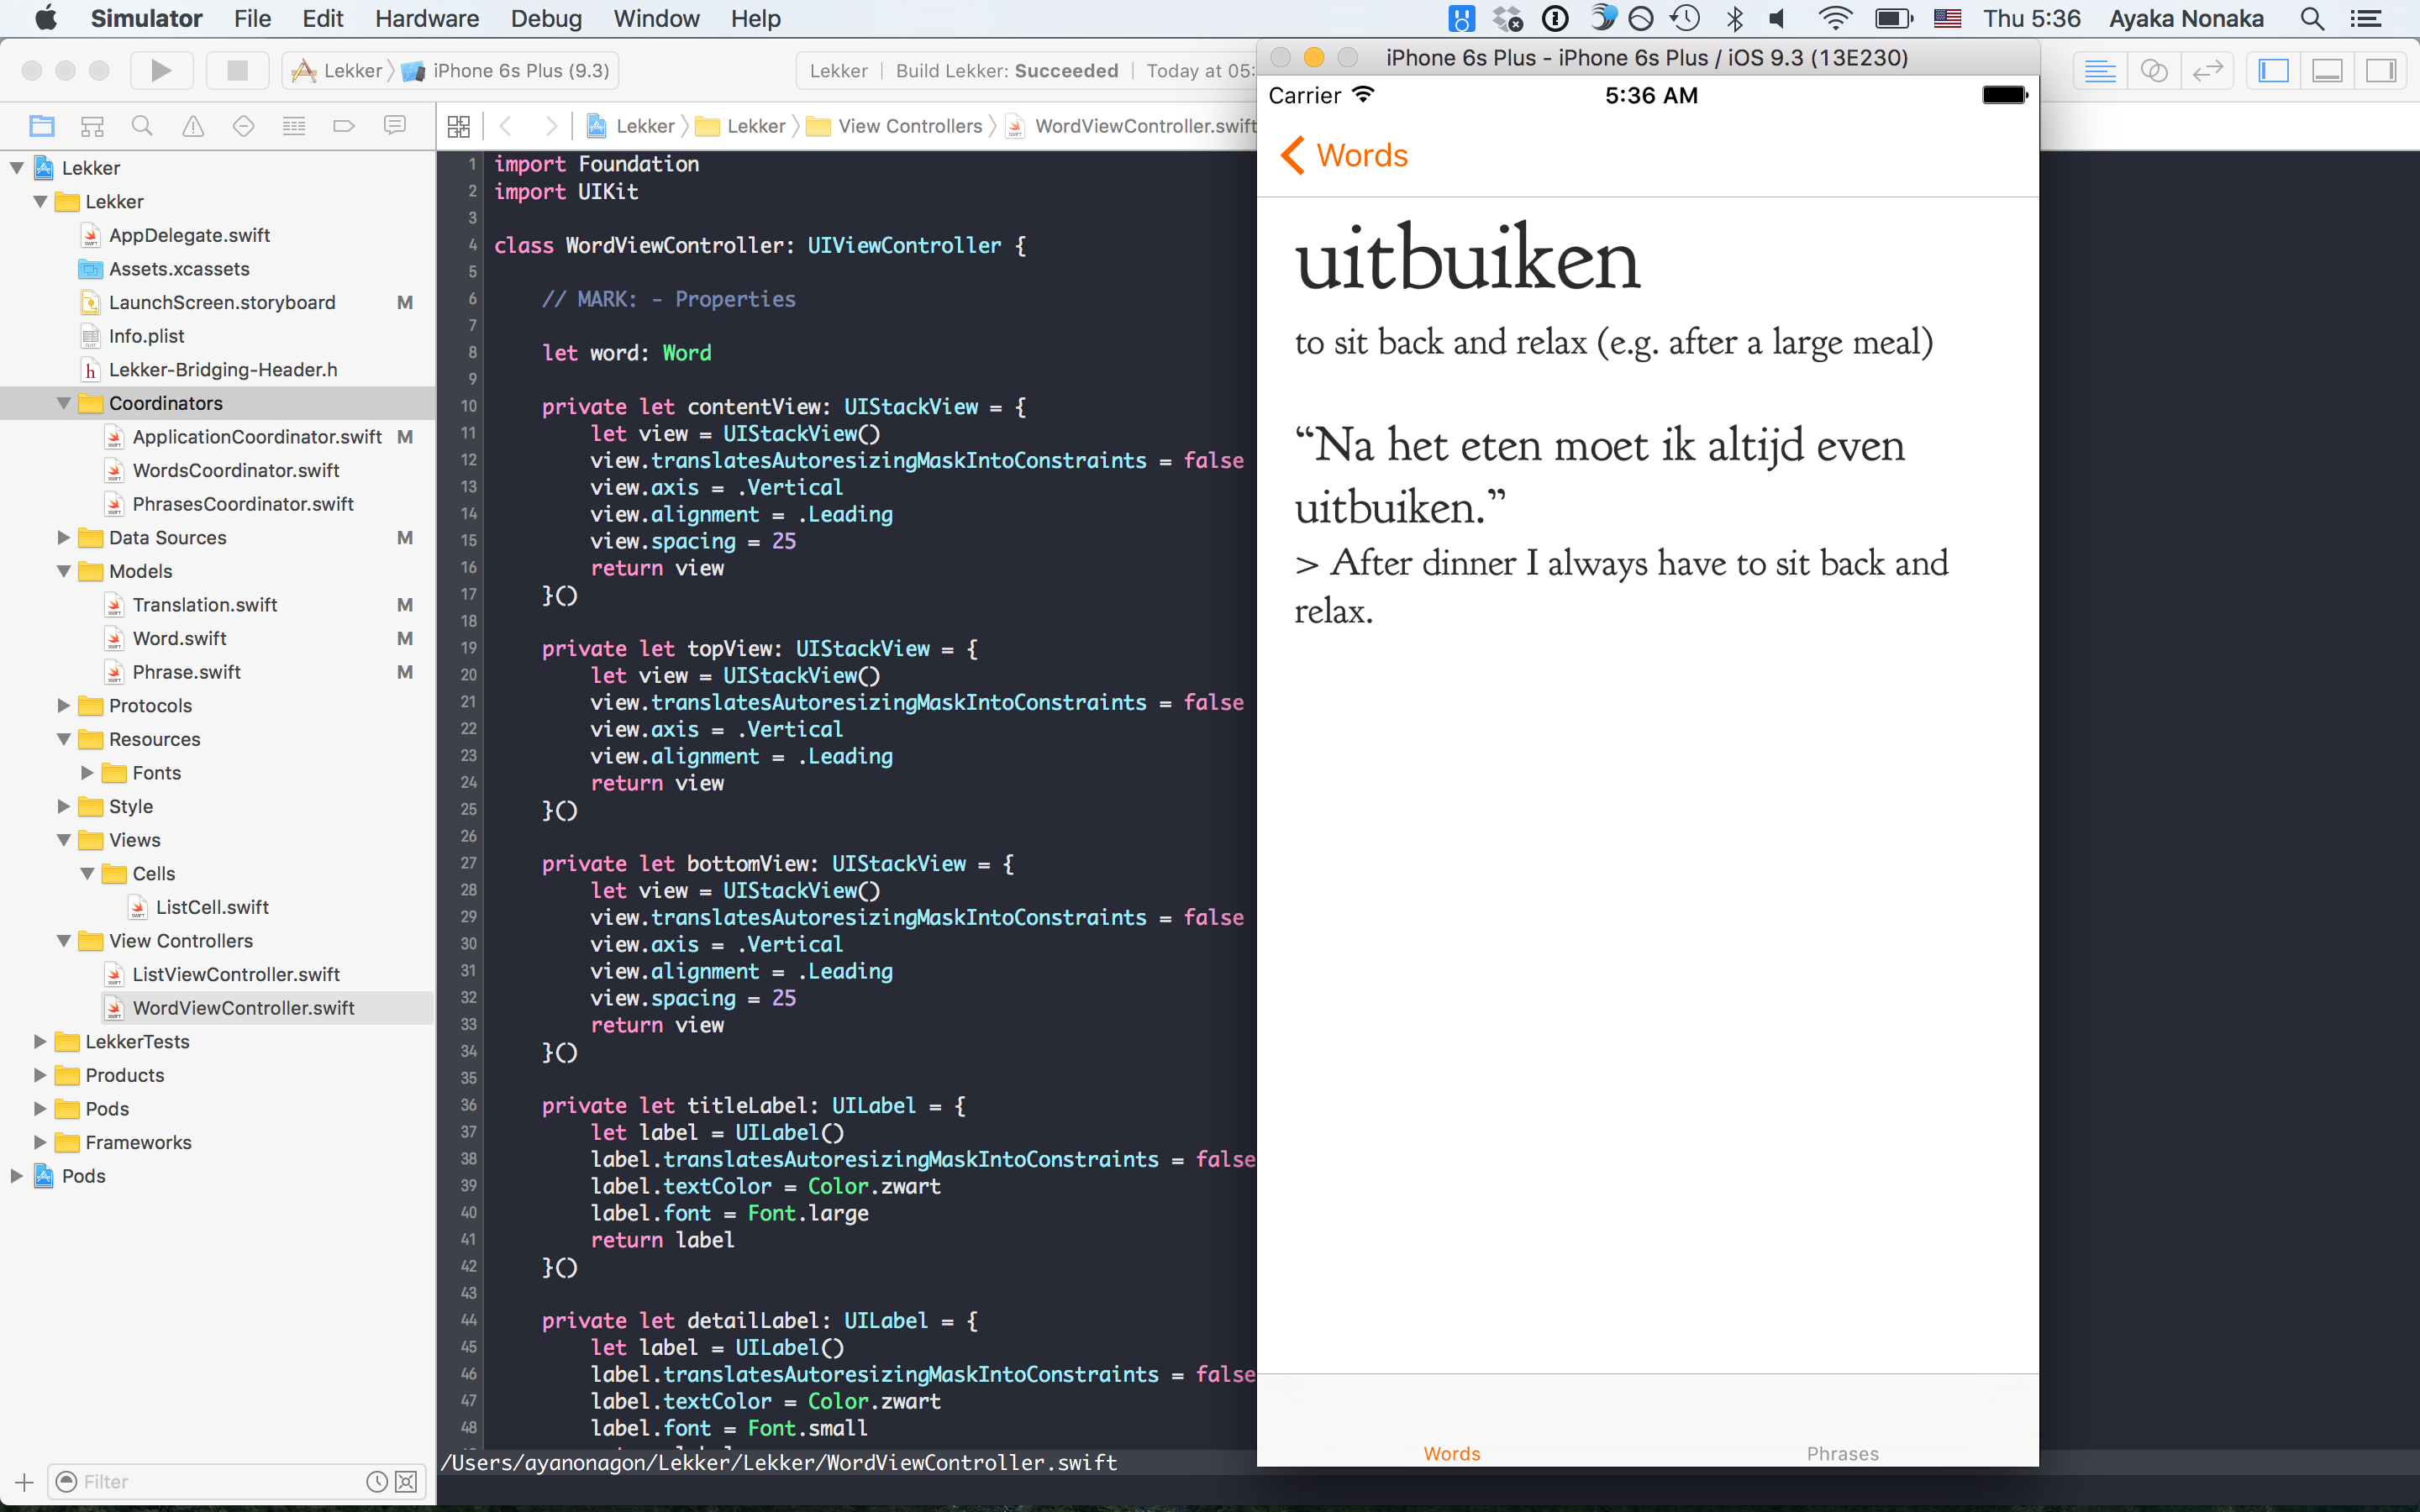 Simulator File Edit Hardware Debug Window Help Thu 5:36 Ayaka Nonaka
Lekker iPhone 6s Plus (9.3)
Lekker | Build Lekker: Succeeded | Today at 05:
iPhone 6s Plus - iPhone 6s Plus / iOS 9.3 (13E230)
Lekker Lekker View Controllers WordViewController.swift
Lekker
Lekker
AppDelegate.swift
Assets.xcassets
LaunchScreen.storyboard M
Info.plist
Lekker-Bridging-Header.h
Coordinators
ApplicationCoordinator.swift M
WordsCoordinator.swift
PhrasesCoordinator.swift
Data Sources M
Models
Translation.swift M
Word.swift M
Phrase.swift M
Protocols
Resources
Fonts
Style
Views
Cells
ListCell.swift
View Controllers
ListViewController.swift
WordViewController.swift
LekkerTests
Products
Pods
Frameworks
Pods
Filter
1 import Foundation
2 import UIKit
3
4 class WordViewController: UIViewController {
5
6 // MARK: - Properties
7
8 let word: Word
9
10 private let contentView: UIStackView = {
11 let view = UIStackView()
12 view.translatesAutoresizingMaskIntoConstraints = false
13 view.axis = .Vertical
14 view.alignment = .Leading
15 view.spacing = 25
16 return view
17 }()
18
19 private let topView: UIStackView = {
20 let view = UIStackView()
21 view.translatesAutoresizingMaskIntoConstraints = false
22 view.axis = .Vertical
23 view.alignment = .Leading
24 return view
25 }()
26
27 private let bottomView: UIStackView = {
28 let view = UIStackView()
29 view.translatesAutoresizingMaskIntoConstraints = false
30 view.axis = .Vertical
31 view.alignment = .Leading
32 view.spacing = 25
33 return view
34 }()
35
36 private let titleLabel: UILabel = {
37 let label = UILabel()
38 label.translatesAutoresizingMaskIntoConstraints = false
39 label.textColor = Color.zwart
40 label.font = Font.large
41 return label
42 }()
43
44 private let detailLabel: UILabel = {
45 let label = UILabel()
46 label.translatesAutoresizingMaskIntoConstraints = false
47 label.textColor = Color.zwart
48 label.font = Font.small
/Users/ayanonagon/Lekker/Lekker/WordViewController.swift
Carrier 5:36 AM
Words
uitbuiken
to sit back and relax (e.g. after a large meal)
“Na het eten moet ik altijd even
uitbuiken.”
> After dinner I always have to sit back and
relax.
Words Phrases